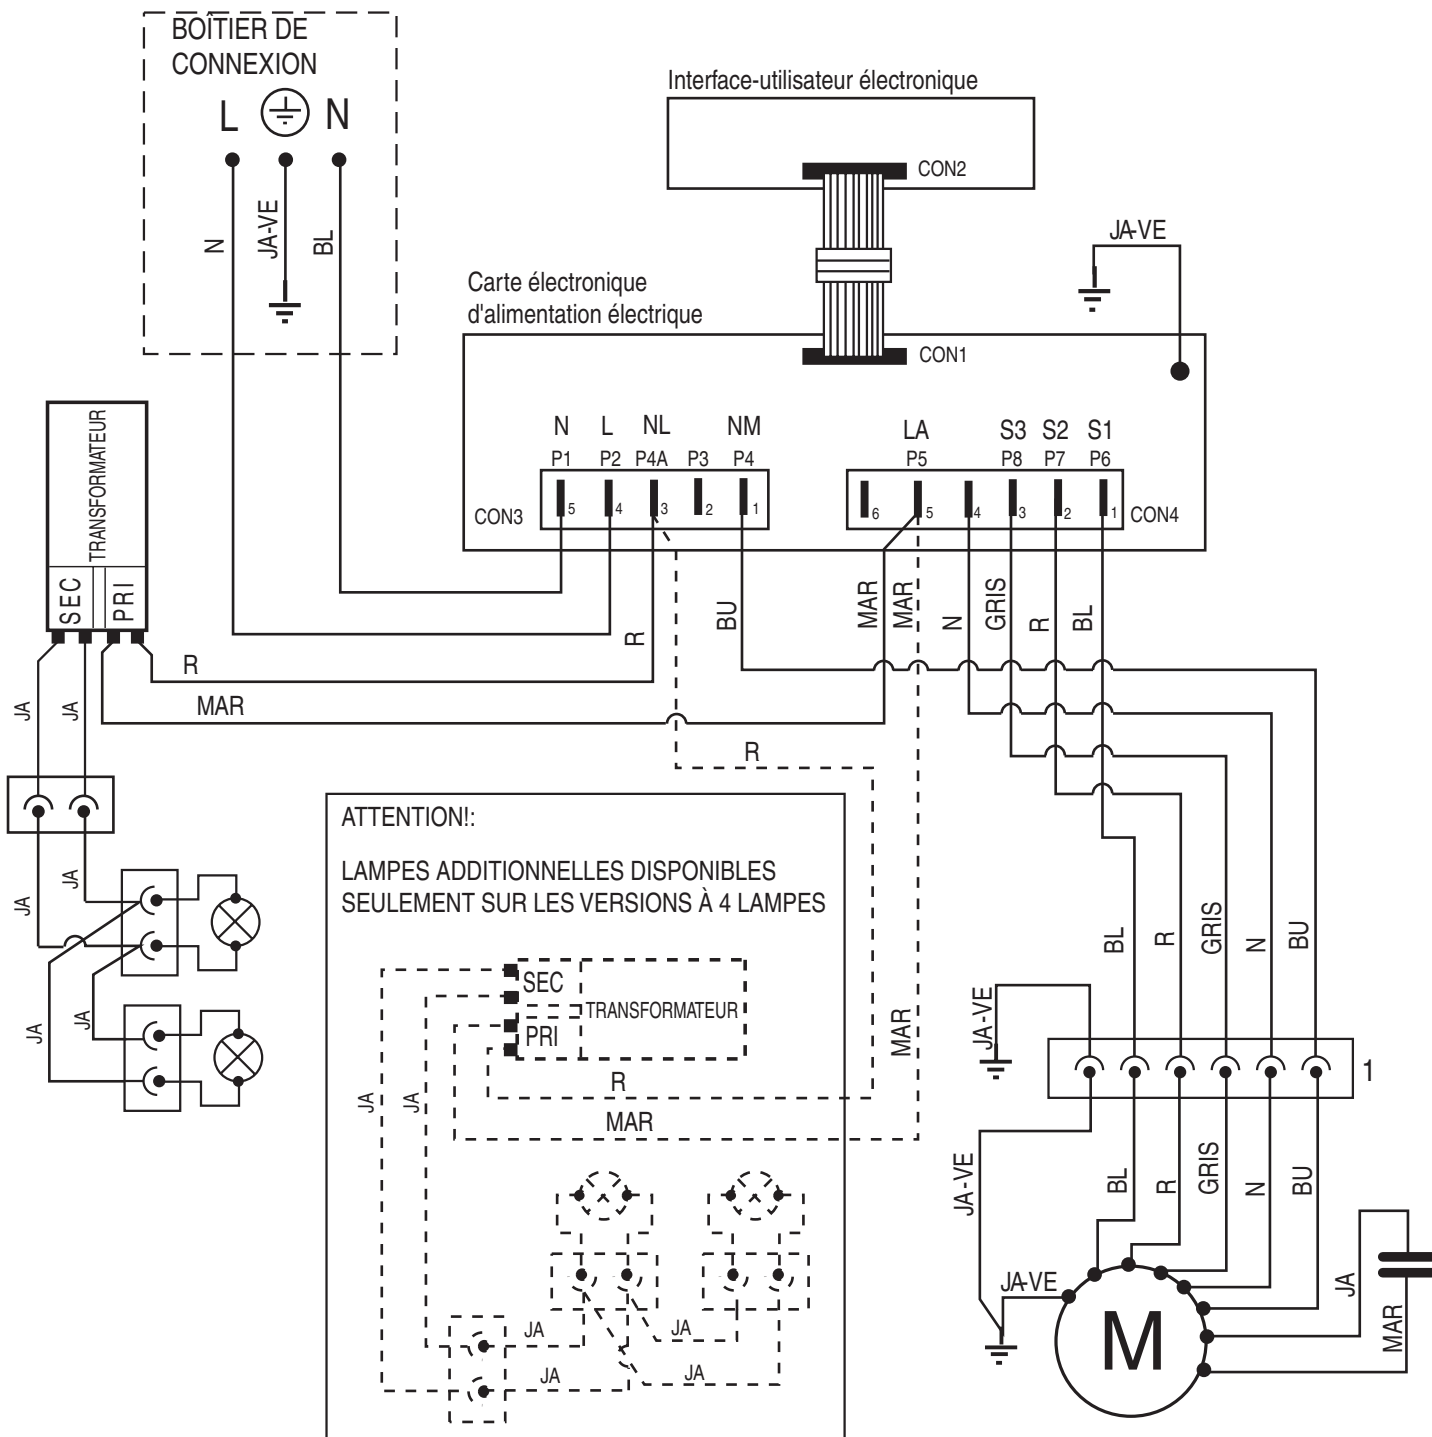 BOÎTIER DE
CONNEXION
L N
N
JA-VE
BL
Interface-utilisateur électronique
CON2
JA-VE
Carte électronique
d'alimentation électrique
CON1
N L NL NM
P1 P2 P4A P3 P4
5 4 3 2 1
CON3
LA S3 S2 S1
P5 P8 P7 P6
6 5 4 3 2 1
CON4
TRANSFORMATEUR
SEC
PRI
R
MAR
R
BU
MAR
MAR
N
GRIS
R
BL
R
JA
JA
JA
JA
JA
JA
ATTENTION!:
LAMPES ADDITIONNELLES DISPONIBLES
SEULEMENT SUR LES VERSIONS À 4 LAMPES
SEC
PRI
TRANSFORMATEUR
R
MAR
MAR
JA
JA
JA
JA
JA
JA
BL
R
GRIS
N
BU
JA-VE
1
JA-VE
BL
R
GRIS
N
BU
JA-VE
M
JA
MAR